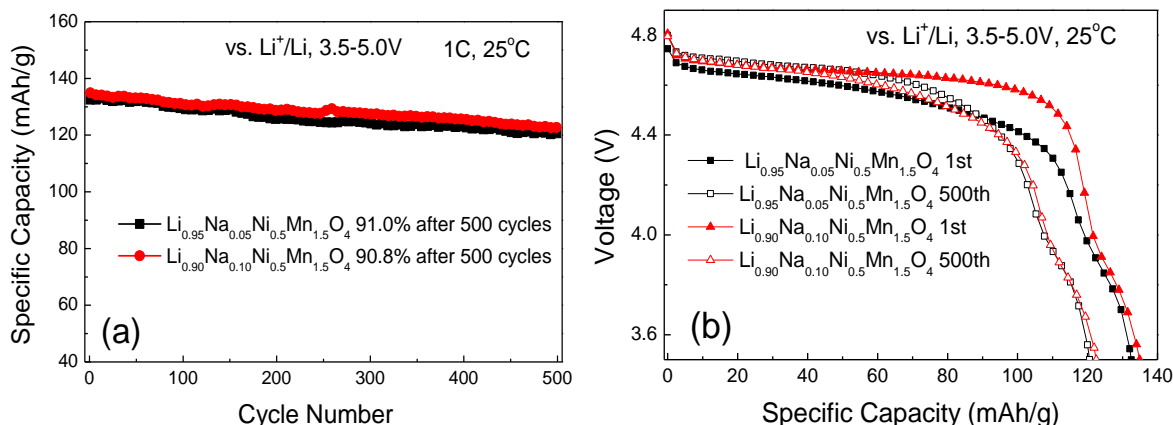 160
140
120
100
80
60
40
Specific Capacity (mAh/g)
vs. Li⁺/Li, 3.5-5.0V 1C, 25°C
Li₀.₉₅Na₀.₀₅Ni₀.₅Mn₁.₅O₄ 91.0% after 500 cycles
Li₀.₉₀Na₀.₁₀Ni₀.₅Mn₁.₅O₄ 90.8% after 500 cycles
(a)
0 100 200 300 400 500
Cycle Number
4.8
4.4
4.0
3.6
Voltage (V)
vs. Li⁺/Li, 3.5-5.0V, 25°C
Li₀.₉₅Na₀.₀₅Ni₀.₅Mn₁.₅O₄ 1st
Li₀.₉₅Na₀.₀₅Ni₀.₅Mn₁.₅O₄ 500th
Li₀.₉₀Na₀.₁₀Ni₀.₅Mn₁.₅O₄ 1st
Li₀.₉₀Na₀.₁₀Ni₀.₅Mn₁.₅O₄ 500th
(b)
0 20 40 60 80 100 120 140
Specific Capacity (mAh/g)